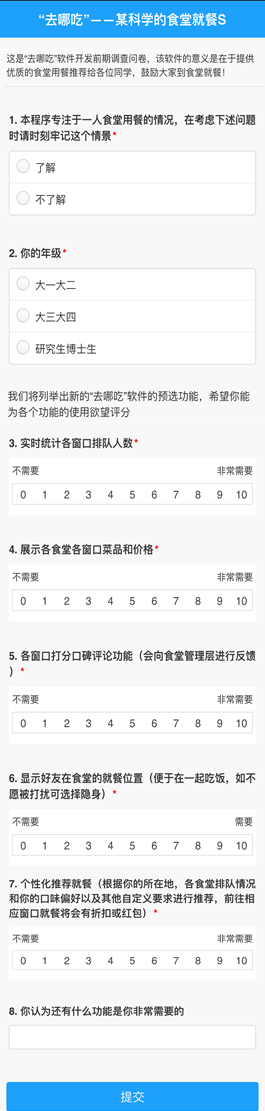 “去哪吃”——某科学的食堂就餐S
这是“去哪吃”软件开发前期调查问卷，该软件的意义是在于提供
优质的食堂用餐推荐给各位同学，鼓励大家到食堂就餐！
1. 本程序专注于一人食堂用餐的情况，在考虑下述问题
时请时刻牢记这个情景*
了解
不了解
2. 你的年级*
大一大二
大三大四
研究生博士生
我们将列举出新的“去哪吃”软件的预选功能，希望你能
为各个功能的使用欲望评分
3. 实时统计各窗口排队人数*
不需要 非常需要
0 1 2 3 4 5 6 7 8 9 10
4. 展示各食堂各窗口菜品和价格*
不需要 非常需要
0 1 2 3 4 5 6 7 8 9 10
5. 各窗口打分口碑评论功能（会向食堂管理层进行反馈
）*
不需要 非常需要
0 1 2 3 4 5 6 7 8 9 10
6. 显示好友在食堂的就餐位置（便于在一起吃饭，如不
愿被打扰可选择隐身）*
不需要 需要
0 1 2 3 4 5 6 7 8 9 10
7. 个性化推荐就餐（根据你的所在地，各食堂排队情况
和你的口味偏好以及其他自定义要求进行推荐，前往相
应窗口就餐将会有折扣或红包）*
不需要 非常需要
0 1 2 3 4 5 6 7 8 9 10
8. 你认为还有什么功能是你非常需要的
提交